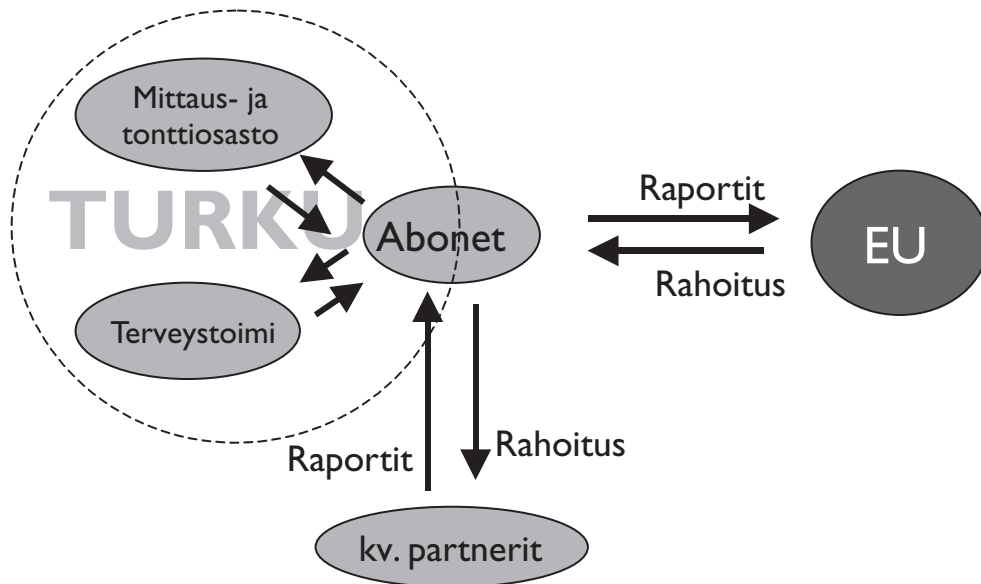 Mittaus- ja
tonttiosasto
TURKU
Abonet
Terveystoimi
Raportit
EU
Rahoitus
Raportit
Rahoitus
kv. partnerit